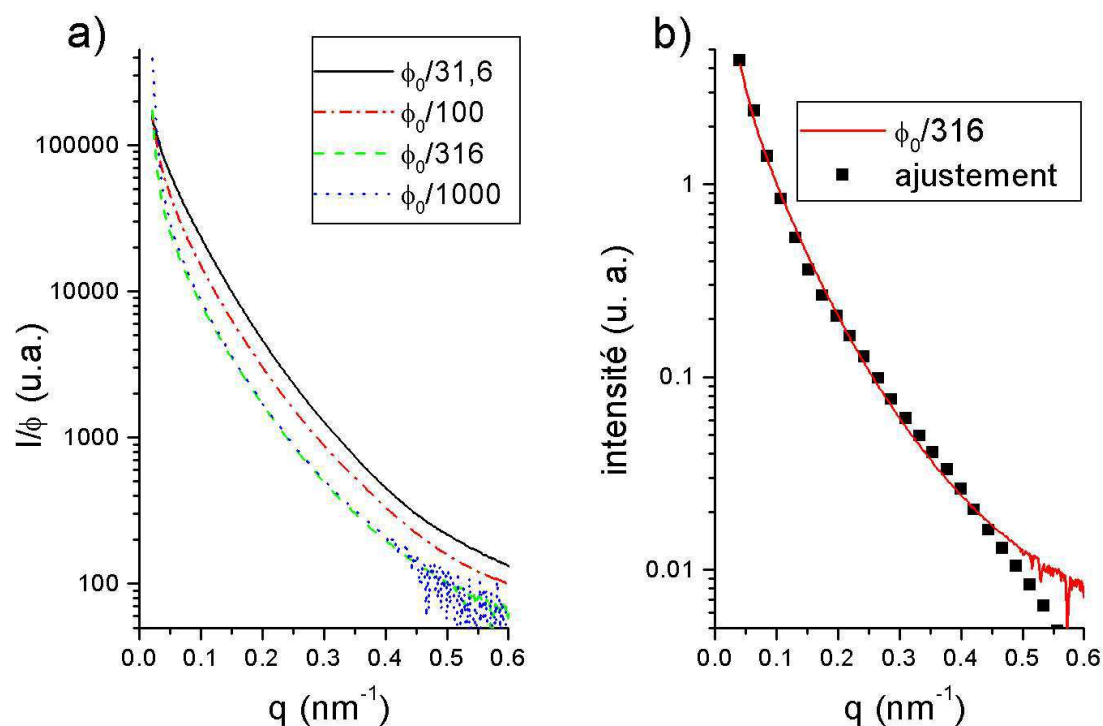 a)
ϕ₀/31,6
ϕ₀/100
ϕ₀/316
ϕ₀/1000
I/ϕ (u.a.)
100000
10000
1000
100
0.0 0.1 0.2 0.3 0.4 0.5 0.6
q (nm⁻¹)
b)
ϕ₀/316
ajustement
intensité (u. a.)
1
0.1
0.01
0.0 0.1 0.2 0.3 0.4 0.5 0.6
q (nm⁻¹)